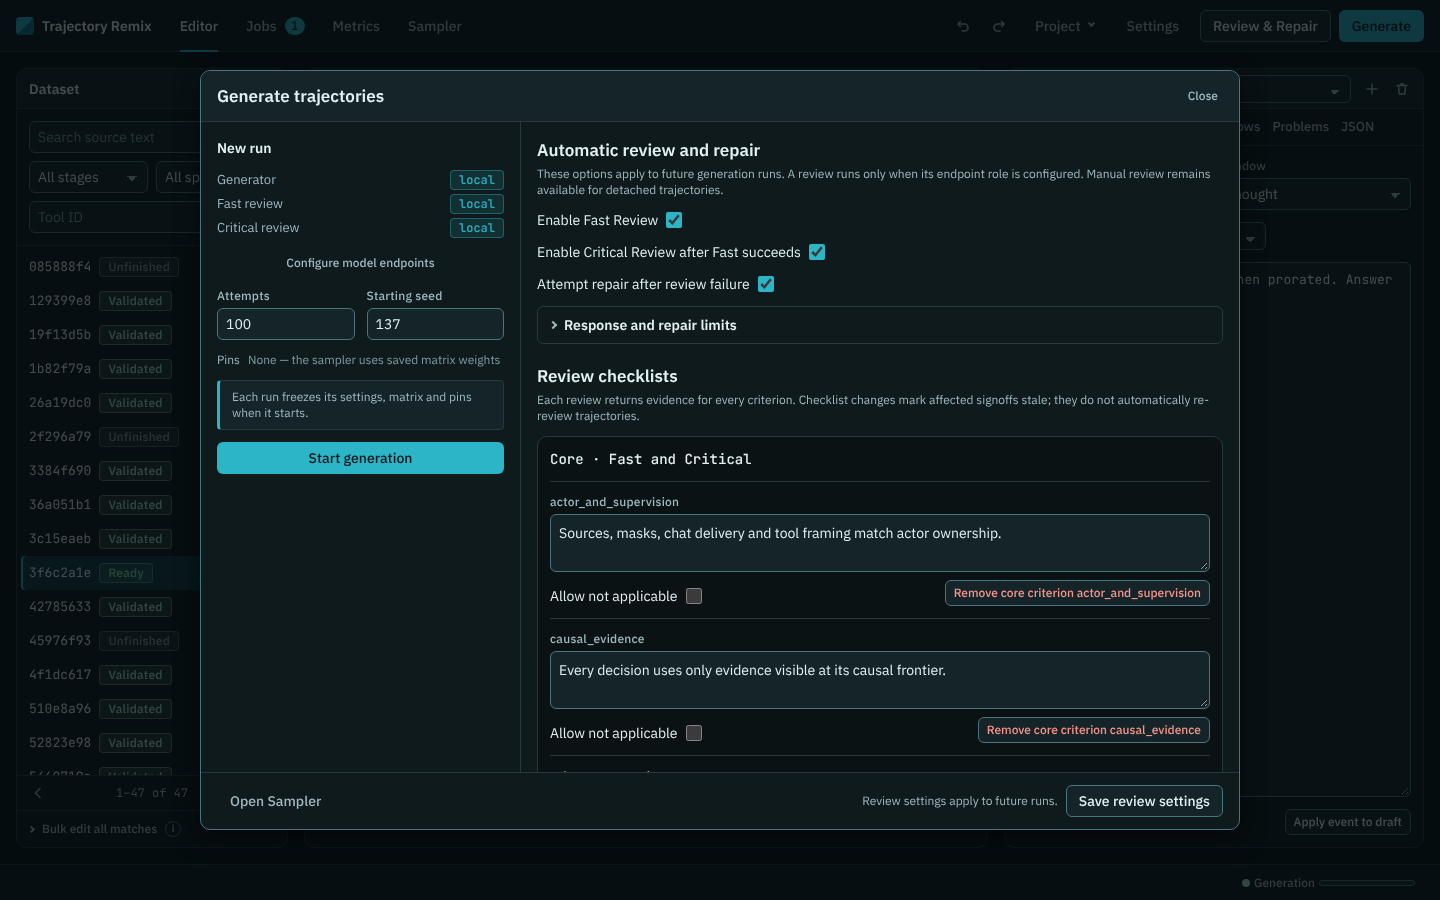 Trajectory Remix
Editor
Jobs 1
Metrics
Sampler
Project
Settings
Review & Repair
Generate
Dataset
Search source text
All stages
All sp
Tool ID
085888f4 Unfinished
129399e8 Validated
19f13d5b Validated
1b82f79a Validated
26a19dc0 Validated
2f296a79 Unfinished
3384f690 Validated
36a051b1 Validated
3c15eaeb Validated
3f6c2a1e Ready
42785633 Validated
45976f93 Unfinished
4f1dc617 Validated
510e8a96 Validated
52823e98 Validated
1–47 of 47
Bulk edit all matches
Generate trajectories
Close
New run
Generator local
Fast review local
Critical review local
Configure model endpoints
Attempts
Starting seed
100
137
Pins None — the sampler uses saved matrix weights
Each run freezes its settings, matrix and pins
when it starts.
Start generation
Automatic review and repair
These options apply to future generation runs. A review runs only when its endpoint role is configured. Manual review remains
available for detached trajectories.
Enable Fast Review
Enable Critical Review after Fast succeeds
Attempt repair after review failure
Response and repair limits
Review checklists
Each review returns evidence for every criterion. Checklist changes mark affected signoffs stale; they do not automatically re-
review trajectories.
Core · Fast and Critical
actor_and_supervision
Sources, masks, chat delivery and tool framing match actor ownership.
Allow not applicable
Remove core criterion actor_and_supervision
causal_evidence
Every decision uses only evidence visible at its causal frontier.
Allow not applicable
Remove core criterion causal_evidence
Open Sampler
Review settings apply to future runs.
Save review settings
ows
Problems
JSON
ndow
ought
hen prorated. Answer
Apply event to draft
Generation